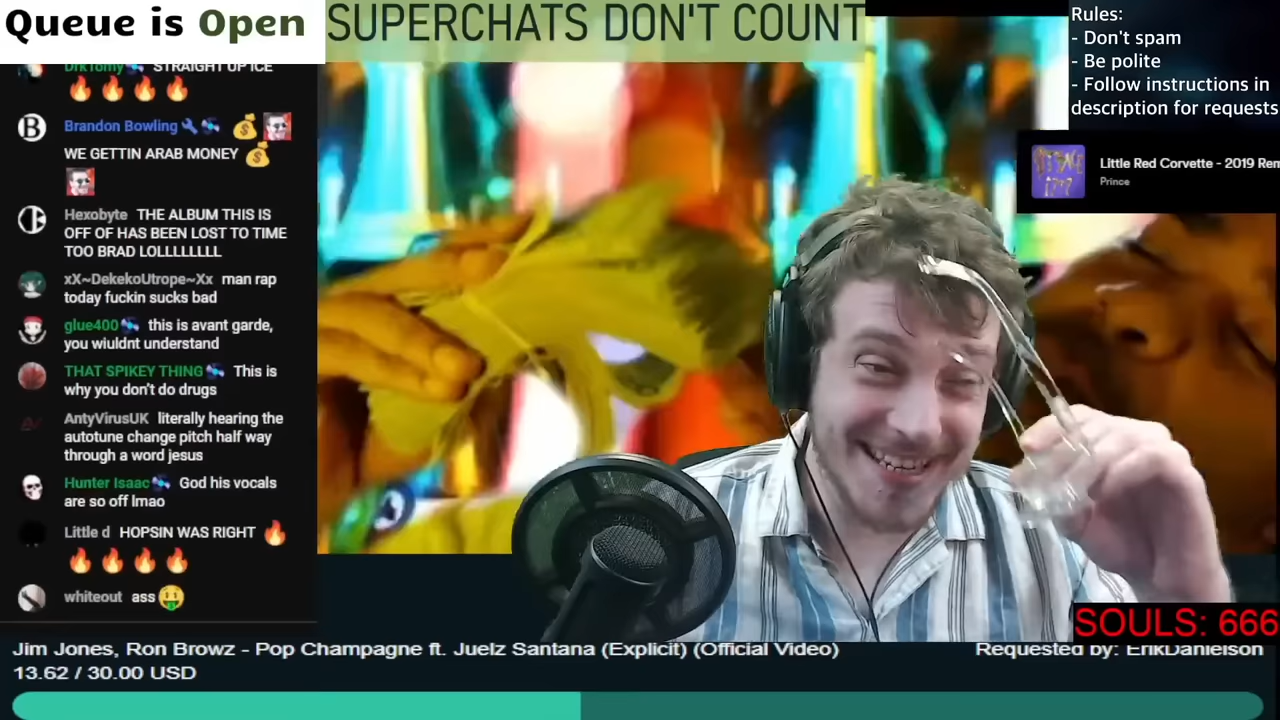 Queue is Open
SUPERCHATS DON'T COUNT
Rules:
- Don't spam
- Be polite
- Follow instructions in
description for requests
Little Red Corvette - 2019 Rem
Prince
DrkTomy STRAIGHT UP ICE
Brandon Bowling
WE GETTIN ARAB MONEY
Hexobyte THE ALBUM THIS IS
OFF OF HAS BEEN LOST TO TIME
TOO BRAD LOLLLLLLLL
xX~DekekoUtrope~Xx man rap
today fuckin sucks bad
glue400 this is avant garde,
you wiuldnt understand
THAT SPIKEY THING This is
why you don't do drugs
AntyVirusUK literally hearing the
autotune change pitch half way
through a word jesus
Hunter Isaac God his vocals
are so off lmao
Little d HOPSIN WAS RIGHT
whiteout ass
SOULS: 666
Jim Jones, Ron Browz - Pop Champagne ft. Juelz Santana (Explicit) (Official Video)
Requested by: ErikDanielson
13.62 / 30.00 USD